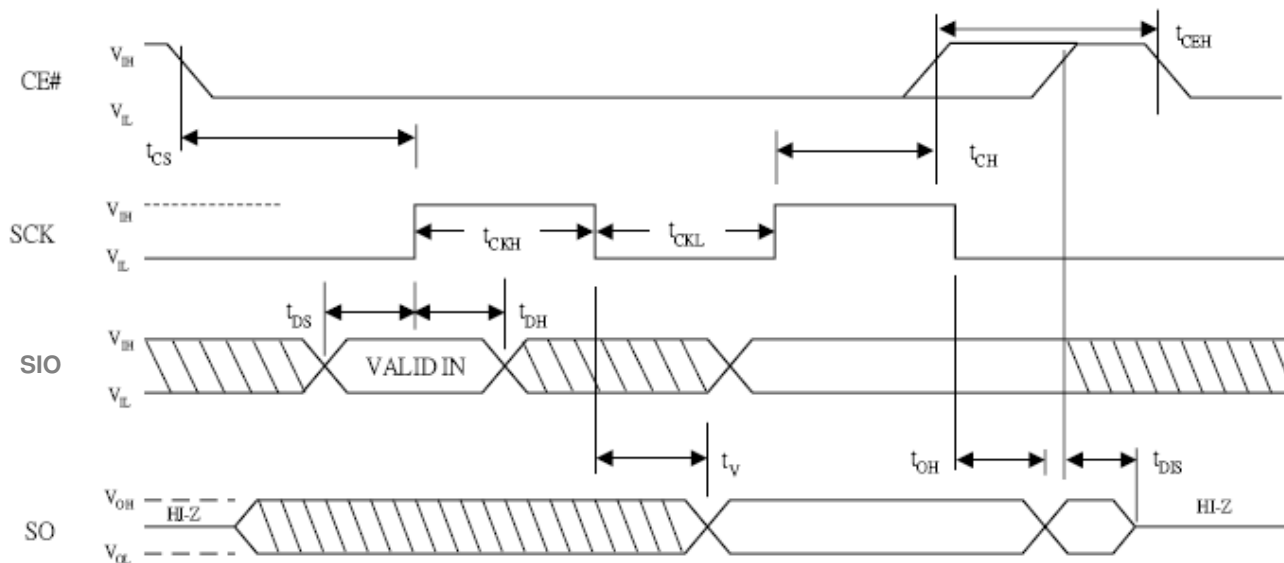 V_IH
CE#
V_IL
t_CEH
t_CS
t_CH
V_IH
SCK
V_IL
t_CKH
t_CKL
t_DS
t_DH
V_IH
SIO
V_IL
VALID IN
t_V
t_OH
t_DIS
V_OH
HI-Z
HI-Z
SO
V_OL